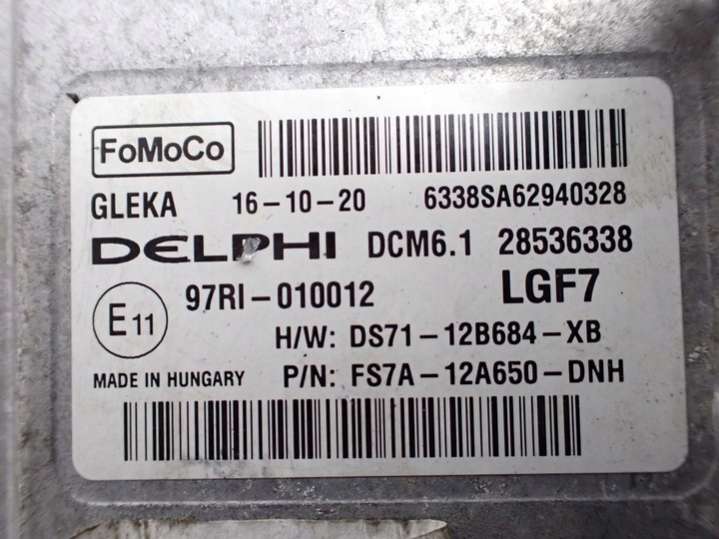 FoMoCo
GLEKA 16-10-20 6338SA62940328
DELPHI DCM6.1 28536338
E11 97RI-010012 LGF7
H/W: DS71-12B684-XB
MADE IN HUNGARY P/N: FS7A-12A650-DNH